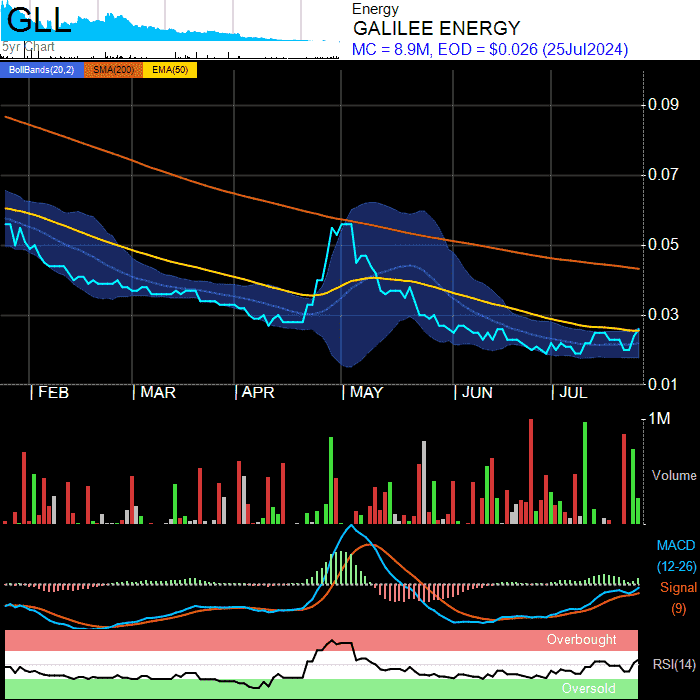 GLL
5yr Chart
Energy
GALILEE ENERGY
MC = 8.9M, EOD = $0.026 (25Jul2024)
BollBands(20,2) SMA(200) EMA(50)
0.09
0.07
0.05
0.03
0.01
FEB MAR APR MAY JUN JUL
1M
Volume
MACD
(12-26)
Signal
(9)
Overbought
RSI(14)
Oversold